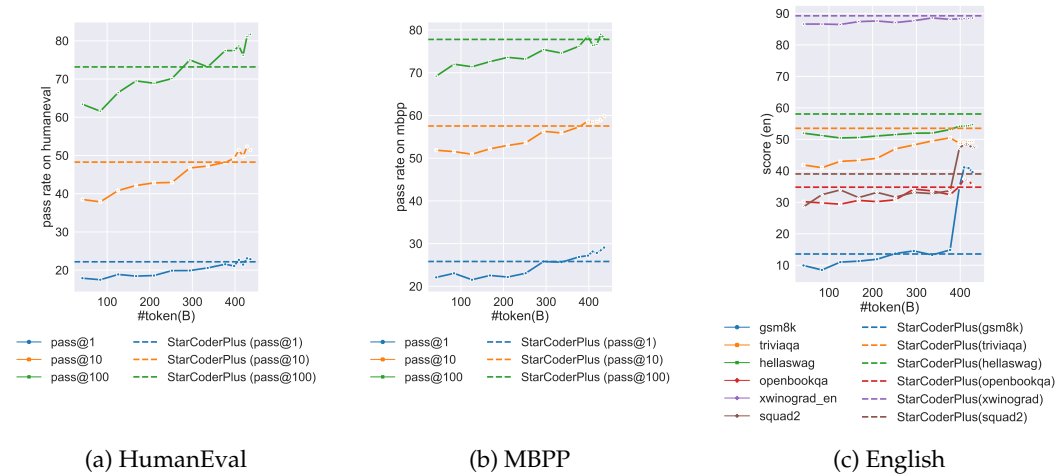 80
70
60
50
40
30
20
pass rate on humaneval
100
200
300
400
#token(B)
pass@1
pass@10
pass@100
StarCoderPlus (pass@1)
StarCoderPlus (pass@10)
StarCoderPlus (pass@100)
(a) HumanEval
80
70
60
50
40
30
20
pass rate on mbpp
100
200
300
400
#token(B)
pass@1
pass@10
pass@100
StarCoderPlus (pass@1)
StarCoderPlus (pass@10)
StarCoderPlus (pass@100)
(b) MBPP
90
80
70
60
50
40
30
20
10
score (en)
100
200
300
400
#token(B)
gsm8k
triviaqa
hellaswag
openbookqa
xwinograd_en
squad2
StarCoderPlus(gsm8k)
StarCoderPlus(triviaqa)
StarCoderPlus(hellaswag)
StarCoderPlus(openbookqa)
StarCoderPlus(xwinograd)
StarCoderPlus(squad2)
(c) English